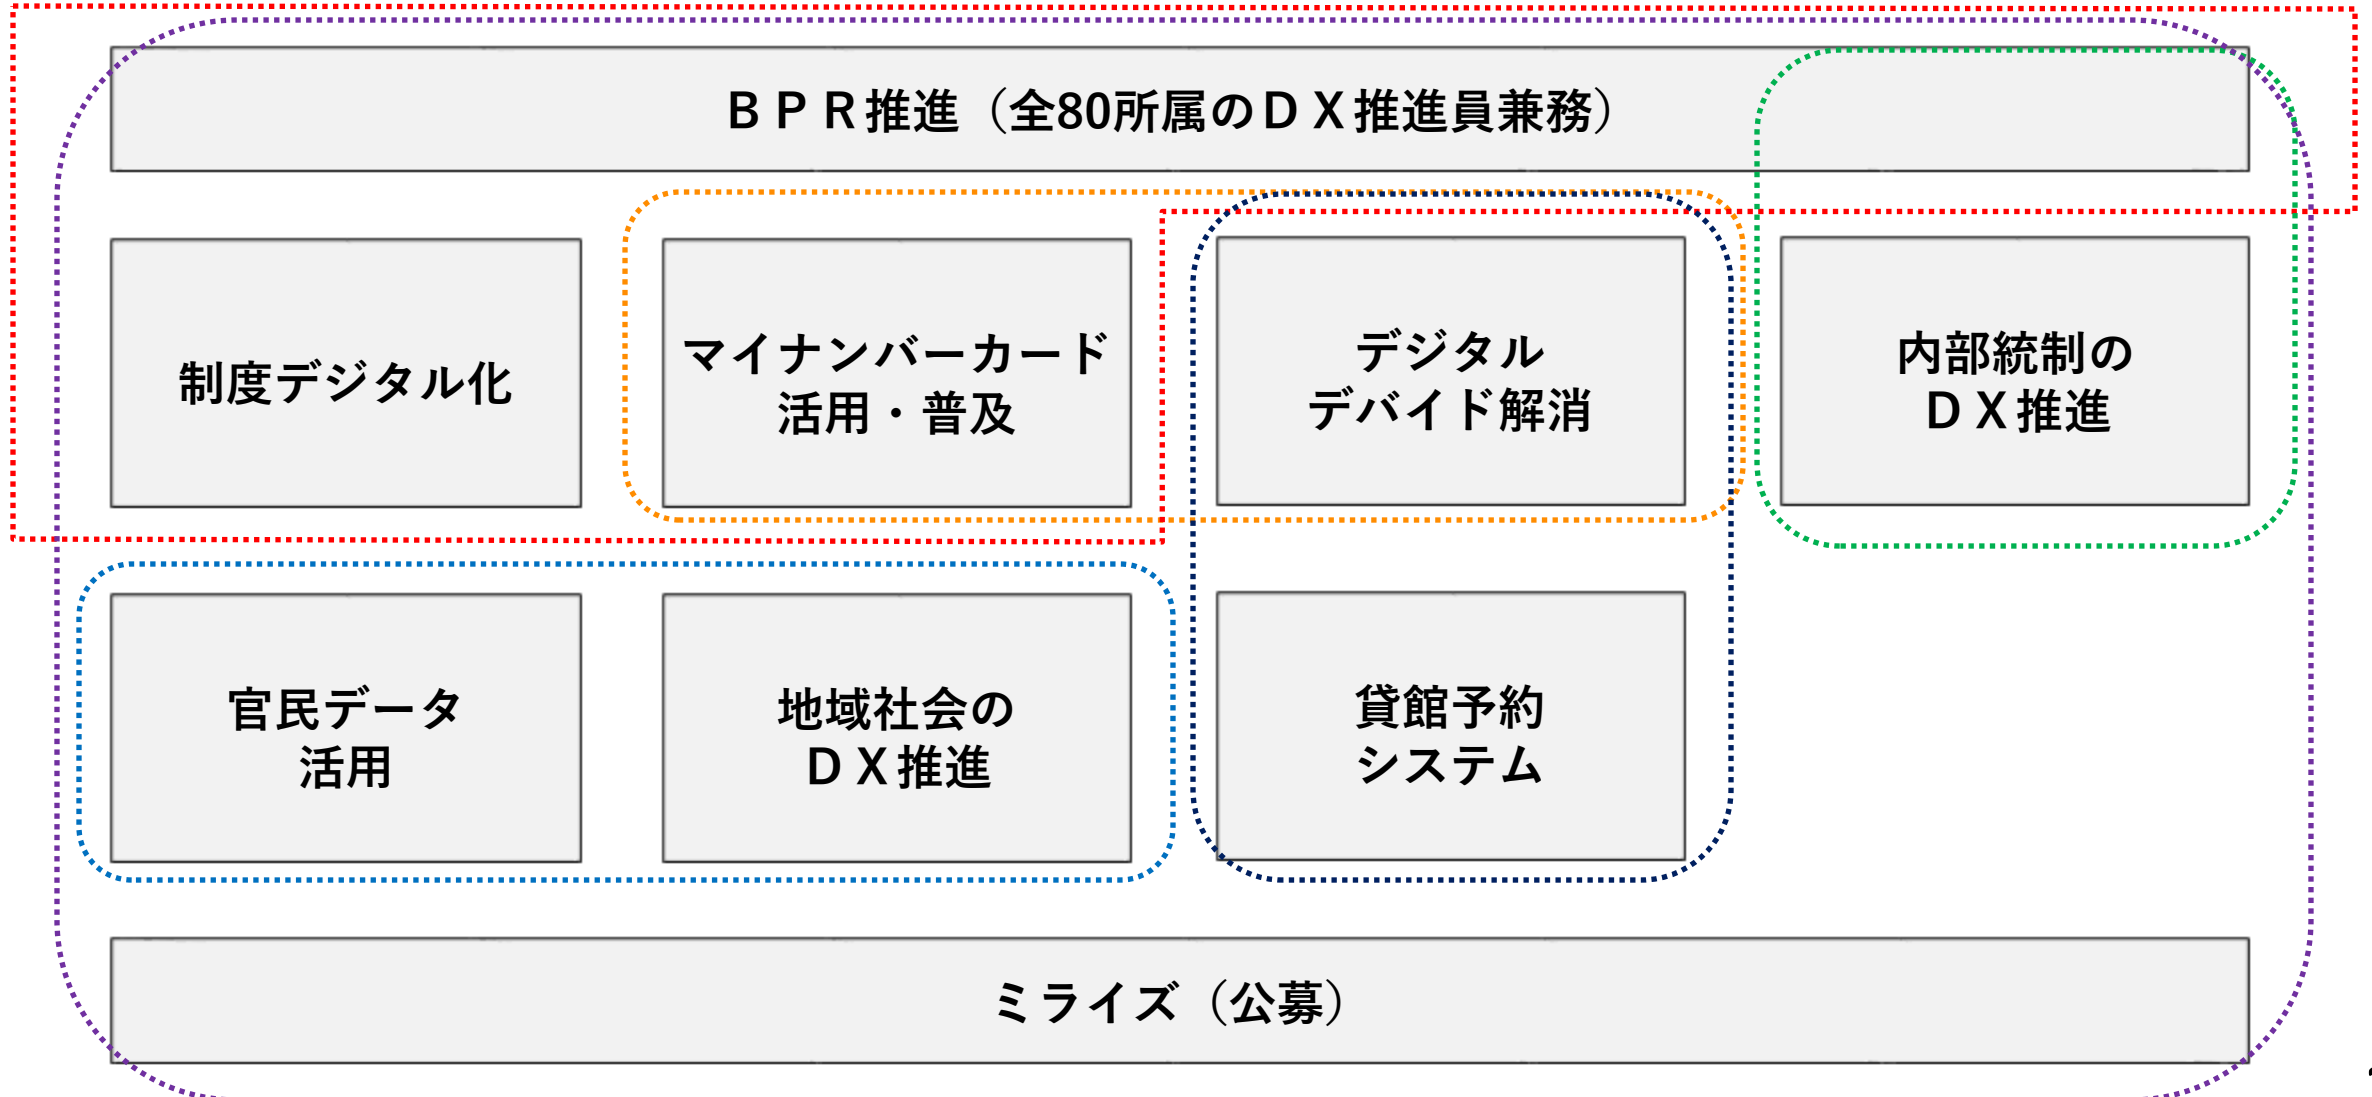 ＢＰＲ推進（全80所属のＤＸ推進員兼務）
制度デジタル化
マイナンバーカード
活用・普及
デジタル
デバイド解消
内部統制の
ＤＸ推進
官民データ
活用
地域社会の
ＤＸ推進
貸館予約
システム
ミライズ（公募）